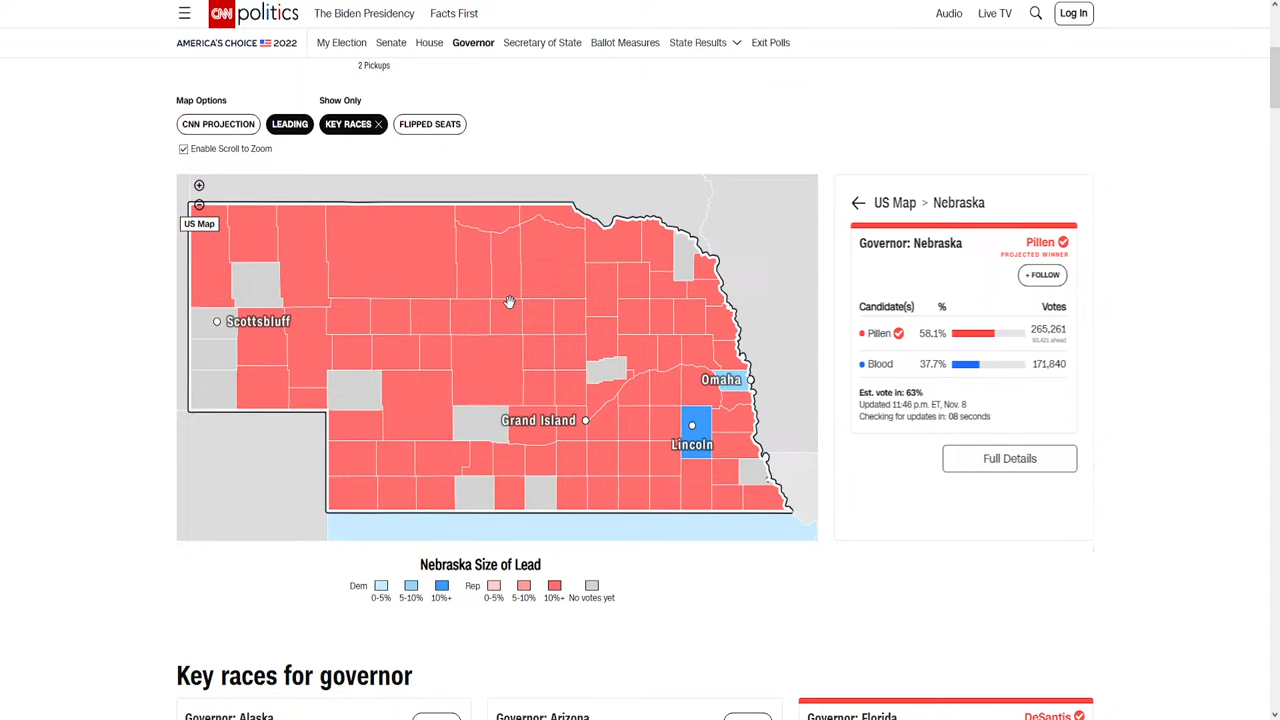 CNN politics The Biden Presidency Facts First Audio Live TV Log In
AMERICA'S CHOICE 2022 My Election Senate House Governor Secretary of State Ballot Measures State Results Exit Polls
2 Pickups
Map Options Show Only
CNN PROJECTION LEADING KEY RACES FLIPPED SEATS
Enable Scroll to Zoom
US Map
Scottsbluff
Omaha
Grand Island
Lincoln
US Map > Nebraska
Governor: Nebraska Pillen
PROJECTED WINNER
+ FOLLOW
Candidate(s) % Votes
Pillen 58.1% 265,261
93,421 ahead
Blood 37.7% 171,840
Est. vote in: 63%
Updated 11:46 p.m. ET, Nov. 8
Checking for updates in: 08 seconds
Full Details
Nebraska Size of Lead
Dem Rep
0-5% 5-10% 10%+ 0-5% 5-10% 10%+ No votes yet
Key races for governor
Governor: Alaska Governor: Arizona Governor: Florida DeSantis